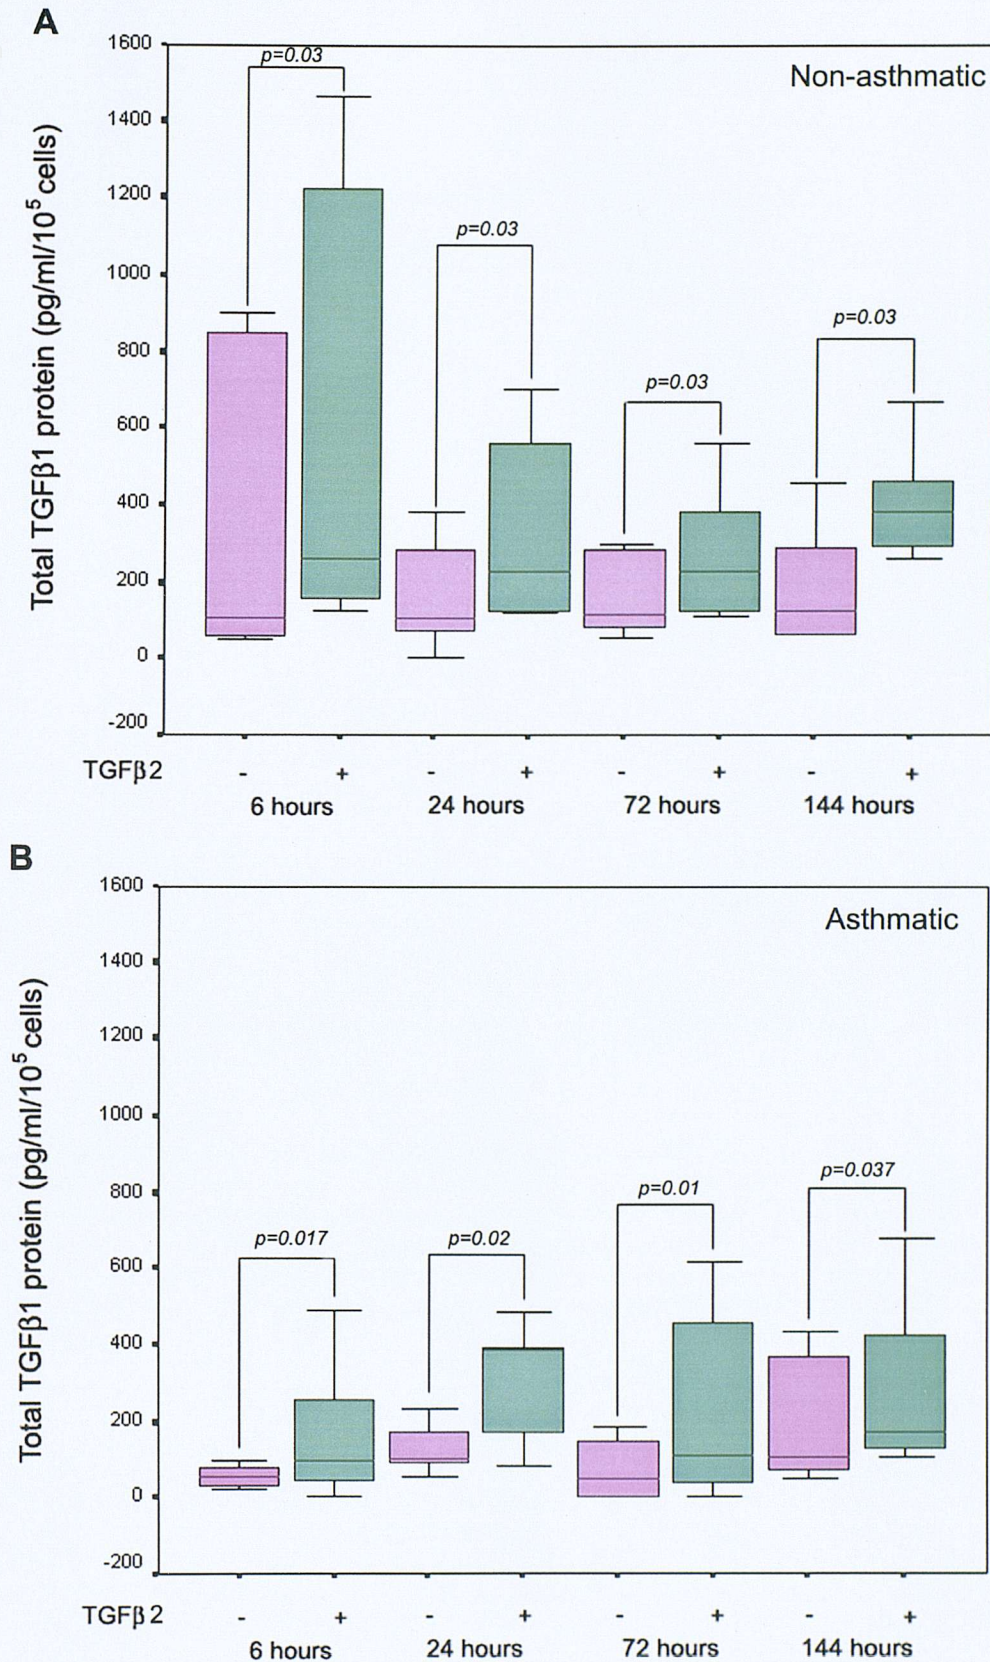 A
Non-asthmatic
Total TGFβ1 protein (pg/ml/10⁵ cells)
1600
1400
1200
1000
800
600
400
200
0
-200
p=0.03
p=0.03
p=0.03
p=0.03
TGFβ2 - + - + - + - +
6 hours 24 hours 72 hours 144 hours
B
Asthmatic
Total TGFβ1 protein (pg/ml/10⁵ cells)
1600
1400
1200
1000
800
600
400
200
0
-200
p=0.017
p=0.02
p=0.01
p=0.037
TGFβ2 - + - + - + - +
6 hours 24 hours 72 hours 144 hours